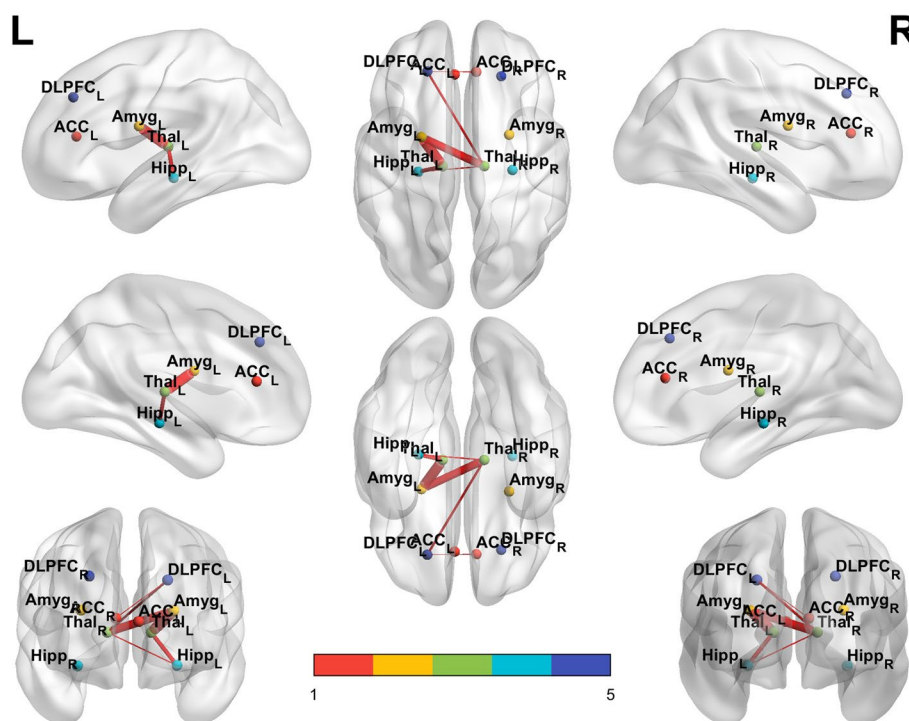 L
R
DLPFC_L
ACC_L
Amyg_L
Thal_L
Hipp_L
DLPFC_L
ACC_L
ACC_R
DLPFC_R
Amyg_L
Amyg_R
Hipp_L
Thal_L
Thal_R
Hipp_R
DLPFC_R
ACC_R
Amyg_R
Thal_R
Hipp_R
DLPFC_L
Amyg_L
ACC_L
Thal_L
Hipp_L
Hipp_L
Thal_L
Thal_R
Hipp_R
Amyg_L
Amyg_R
DLPFC_L
ACC_L
ACC_R
DLPFC_R
DLPFC_R
Amyg_R
ACC_R
Thal_R
Hipp_R
DLPFC_R
DLPFC_L
Amyg_R
ACC_R
ACC_L
Amyg_L
Thal_R
Thal_L
Hipp_R
Hipp_L
DLPFC_L
DLPFC_R
Amyg_L
ACC_L
ACC_R
Amyg_R
Thal_L
Thal_R
Hipp_L
Hipp_R
1
5